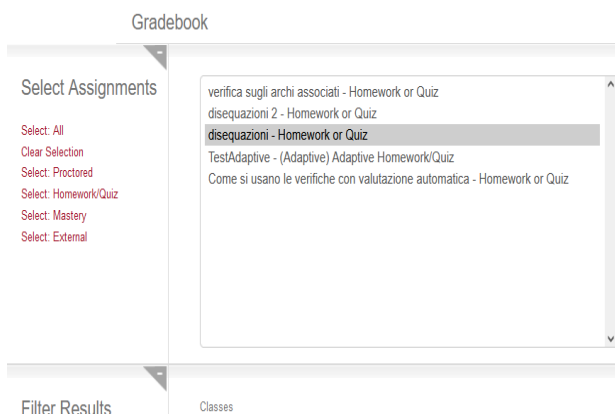 Gradebook
Select Assignments
Select: All
Clear Selection
Select: Proctored
Select: Homework/Quiz
Select: Mastery
Select: External
verifica sugli archi associati - Homework or Quiz
disequazioni 2 - Homework or Quiz
disequazioni - Homework or Quiz
TestAdaptive - (Adaptive) Adaptive Homework/Quiz
Come si usano le verifiche con valutazione automatica - Homework or Quiz
Filter Results
Classes